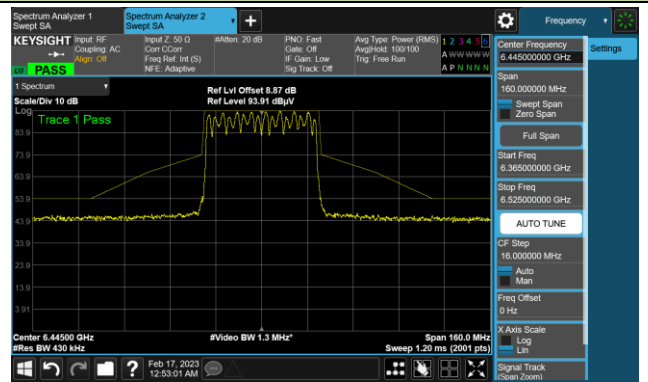 Spectrum Analyzer 1
Swept SA
Spectrum Analyzer 2
Swept SA
Frequency
KEYSIGHT
Input: RF
Coupling: AC
Align: Off
Input Z: 50 Ω
Corr CCorr
Freq Ref: Int (S)
NFE: Adaptive
#Atten: 20 dB
PNO: Fast
Gate: Off
IF Gain: Low
Sig Track: Off
Avg Type: Power (RMS)
Avg|Hold: 100/100
Trig: Free Run
1 2 3 4 5 6
A W W W W W
A P N N N N
PASS
1 Spectrum
Scale/Div 10 dB
Ref Lvl Offset 8.87 dB
Ref Level 93.91 dBµV
Log
Trace 1 Pass
83.9
73.9
63.9
53.9
43.9
33.9
23.9
13.9
3.91
Center 6.44500 GHz
#Res BW 430 kHz
#Video BW 1.3 MHz*
Span 160.0 MHz
Sweep 1.20 ms (2001 pts)
Feb 17, 2023
12:53:01 AM
Center Frequency
6.445000000 GHz
Settings
Span
160.000000 MHz
Swept Span
Zero Span
Full Span
Start Freq
6.365000000 GHz
Stop Freq
6.525000000 GHz
AUTO TUNE
CF Step
16.000000 MHz
Auto
Man
Freq Offset
0 Hz
X Axis Scale
Log
Lin
Signal Track
(Span Zoom)